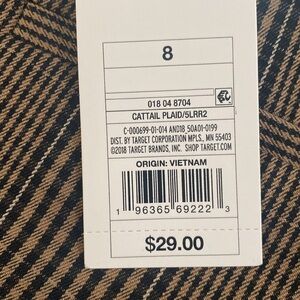 8
018 04 8704
CATTAIL PLAID/5LRR2
C-000699-01-014 AND18_50A01-0199
DIST. BY TARGET CORPORATION MPLS., MN 55403
©2018 TARGET BRANDS, INC. SHOP TARGET.COM
ORIGIN: VIETNAM
1 96365 69222 3
$29.00